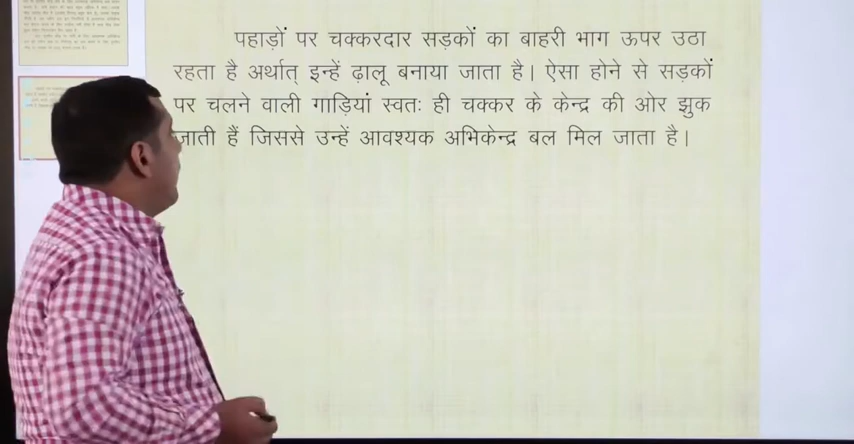 पहाड़ों पर चक्करदार सड़कों का बाहरी भाग ऊपर उठा
रहता है अर्थात् इन्हें ढ़ालू बनाया जाता है। ऐसा होने से सड़कों
पर चलने वाली गाड़ियां स्वतः ही चक्कर के केन्द्र की ओर झुक
जाती हैं जिससे उन्हें आवश्यक अभिकेन्द्र बल मिल जाता है।